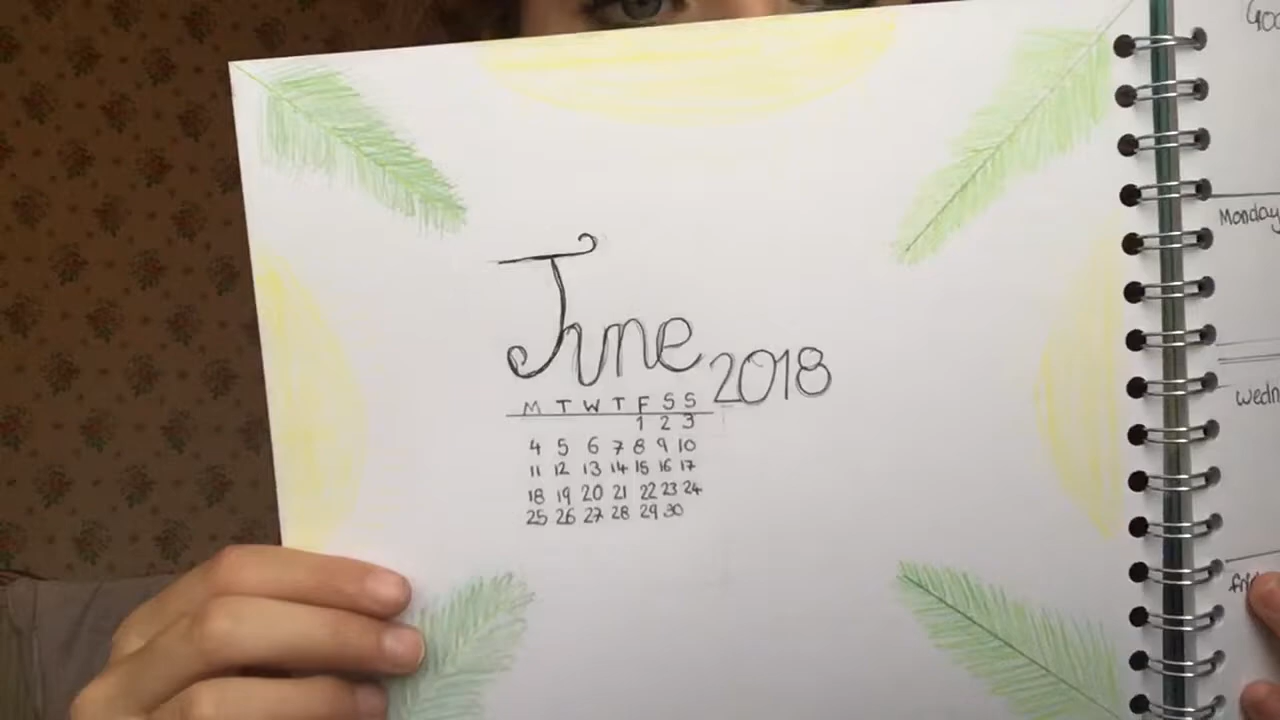 June 2018
M T W T F S S
1 2 3
4 5 6 7 8 9 10
11 12 13 14 15 16 17
18 19 20 21 22 23 24
25 26 27 28 29 30
Monday